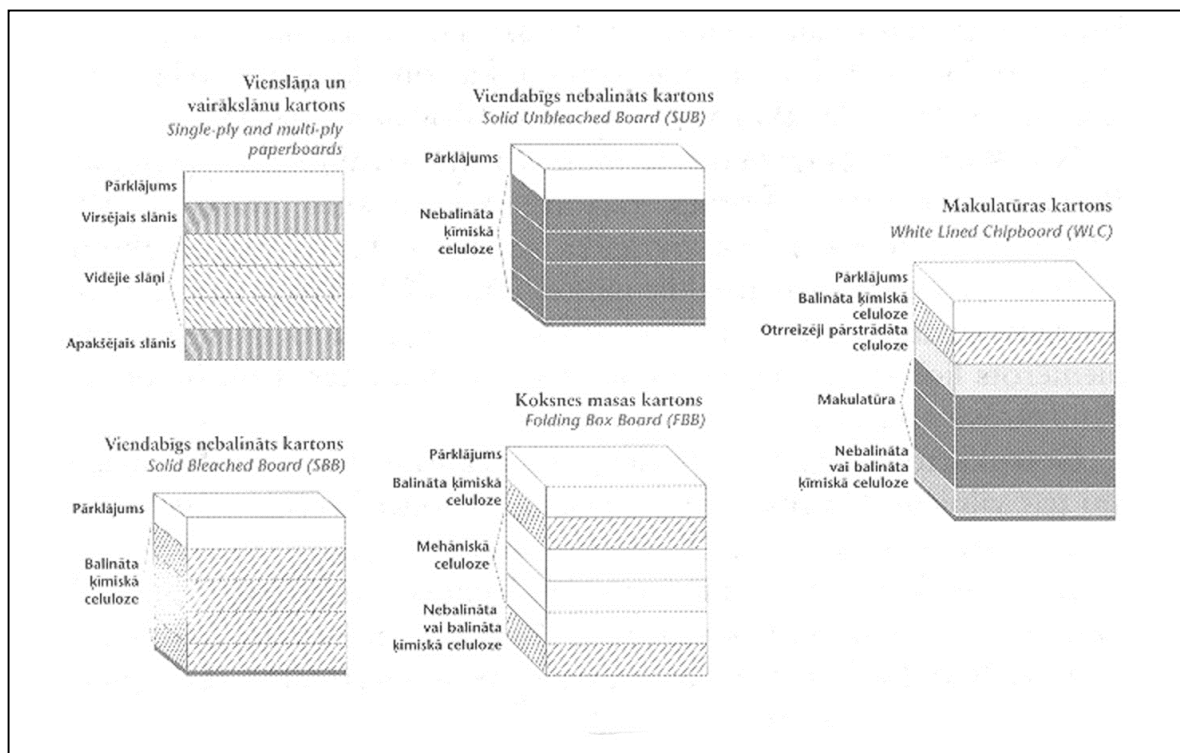 Vienslāņa un
vairākslānu kartons
Single-ply and multi-ply
paperboards
Pārklājums
Virsējais slānis
Vidējie slāņi
Apakšējais slānis
Viendabīgs nebalināts kartons
Solid Unbleached Board (SUB)
Pārklājums
Nebalināta
ķīmiskā
celuloze
Makulatūras kartons
White Lined Chipboard (WLC)
Pārklājums
Balināta ķīmiskā
celuloze
Otrreizēji pārstrādāta
celuloze
Makulatūra
Nebalināta
vai balināta
ķīmiskā celuloze
Viendabīgs nebalināts kartons
Solid Bleached Board (SBB)
Pārklājums
Balināta
ķīmiskā
celuloze
Koksnes masas kartons
Folding Box Board (FBB)
Pārklājums
Balināta ķīmiskā
celuloze
Mehāniskā
celuloze
Nebalināta
vai balināta
ķīmiskā celuloze